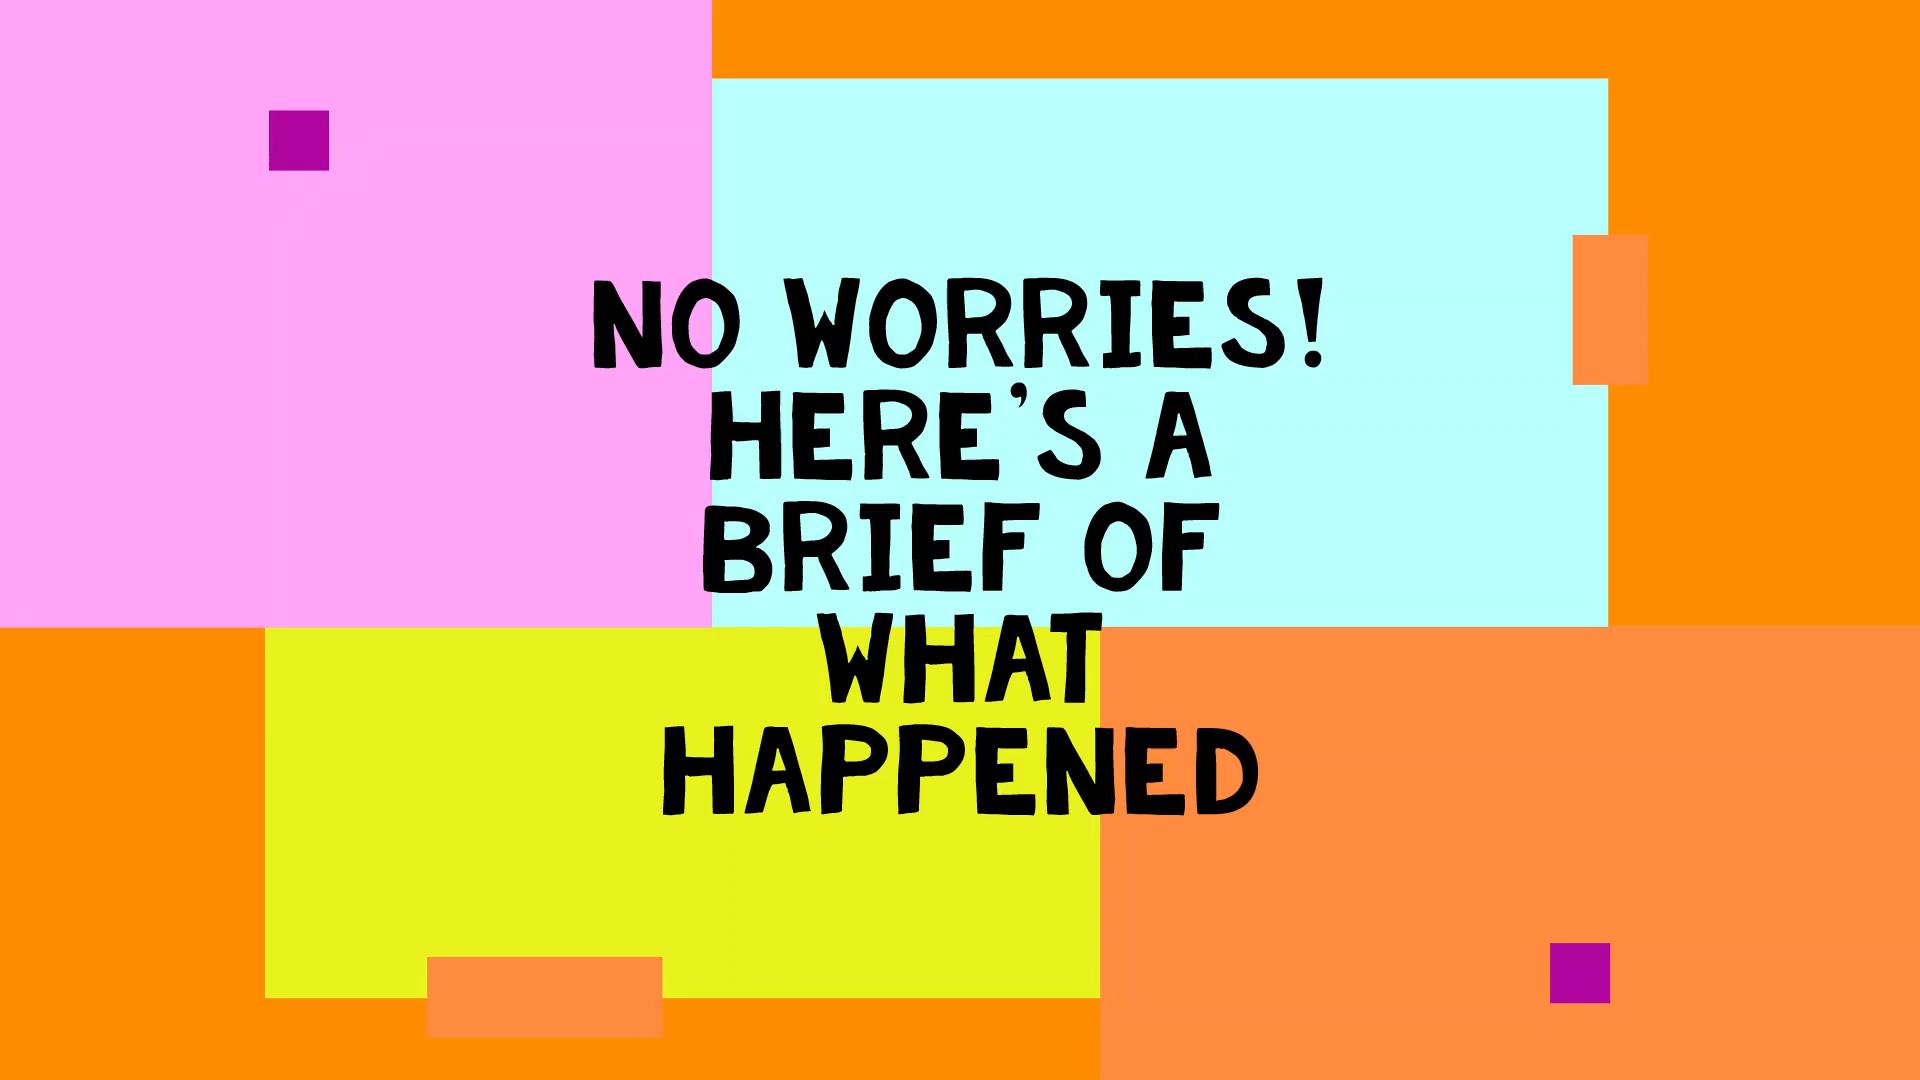 NO WORRIES!
HERE'S A
BRIEF OF
WHAT
HAPPENED